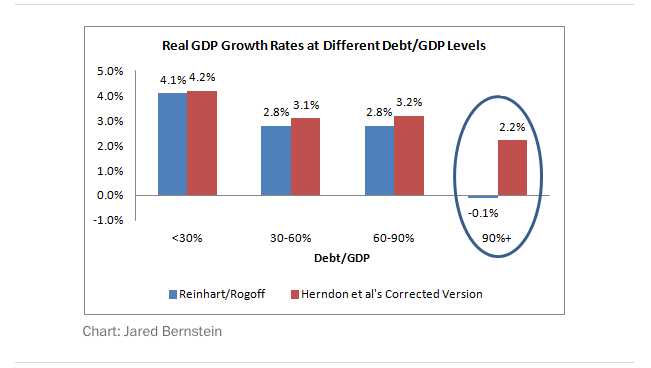 Real GDP Growth Rates at Different Debt/GDP Levels
5.0%
4.0%
3.0%
2.0%
1.0%
0.0%
-1.0%
4.1% 4.2%
2.8% 3.1%
2.8% 3.2%
2.2%
-0.1%
<30% 30-60% 60-90% 90%+
Debt/GDP
Reinhart/Rogoff Herndon et al's Corrected Version
Chart: Jared Bernstein